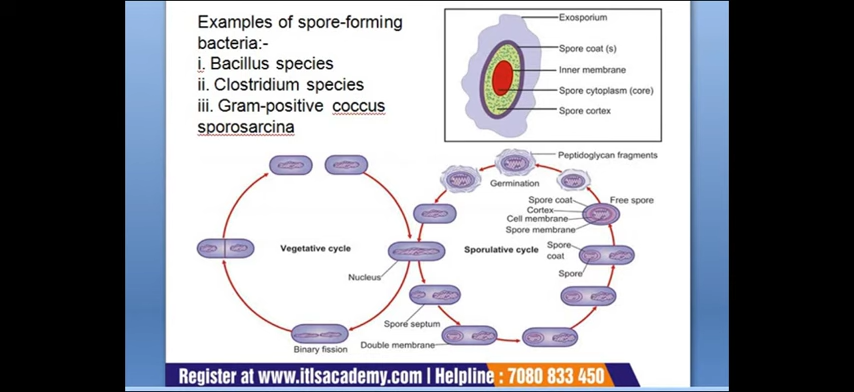 Examples of spore-forming
bacteria:-
i. Bacillus species
ii. Clostridium species
iii. Gram-positive coccus
sporosarcina
Exosporium
Spore coat (s)
Inner membrane
Spore cytoplasm (core)
Spore cortex
Peptidoglycan fragments
Germination
Spore coat
Free spore
Cortex
Cell membrane
Spore membrane
Vegetative cycle
Sporulative cycle
Spore
coat
Nucleus
Spore
Spore septum
Double membrane
Binary fission
Register at www.itlsacademy.com | Helpline : 7080 833 450